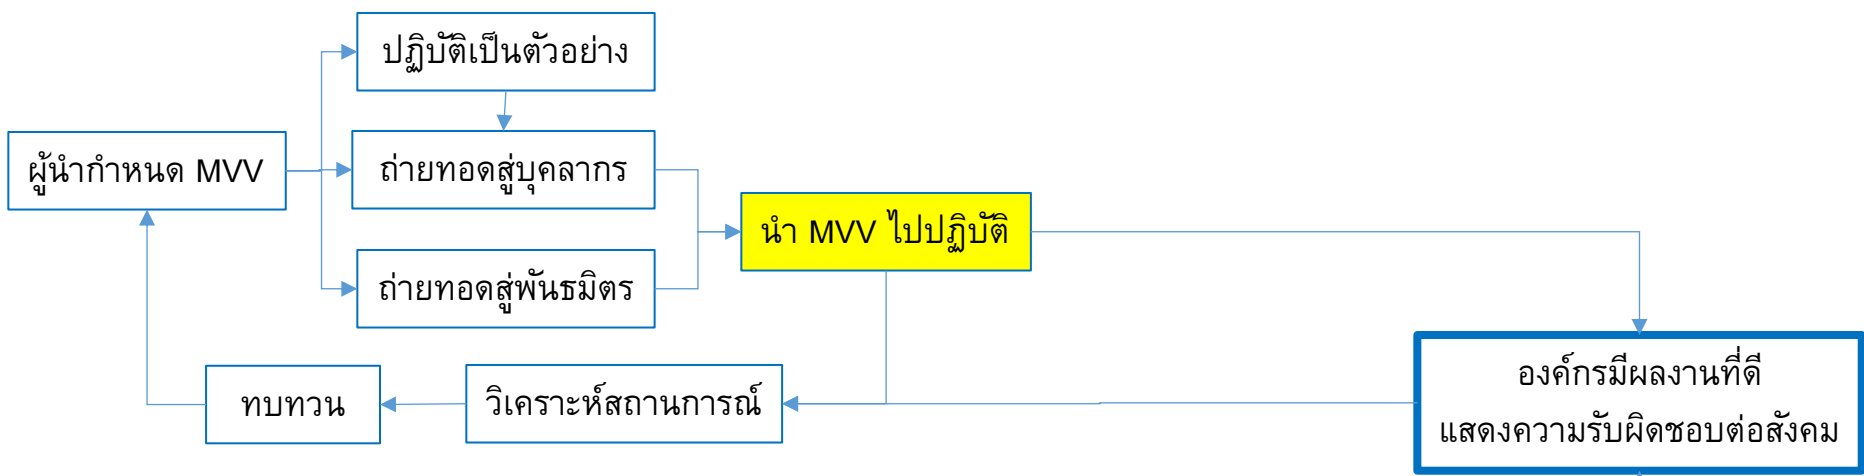 ปฏิบัติเป็นตัวอย่าง
ผู้นำกำหนด MVV
ถ่ายทอดสู่บุคลากร
นำ MVV ไปปฏิบัติ
ถ่ายทอดสู่พันธมิตร
ทบทวน
วิเคราะห์สถานการณ์
องค์กรมีผลงานที่ดี
แสดงความรับผิดชอบต่อสังคม